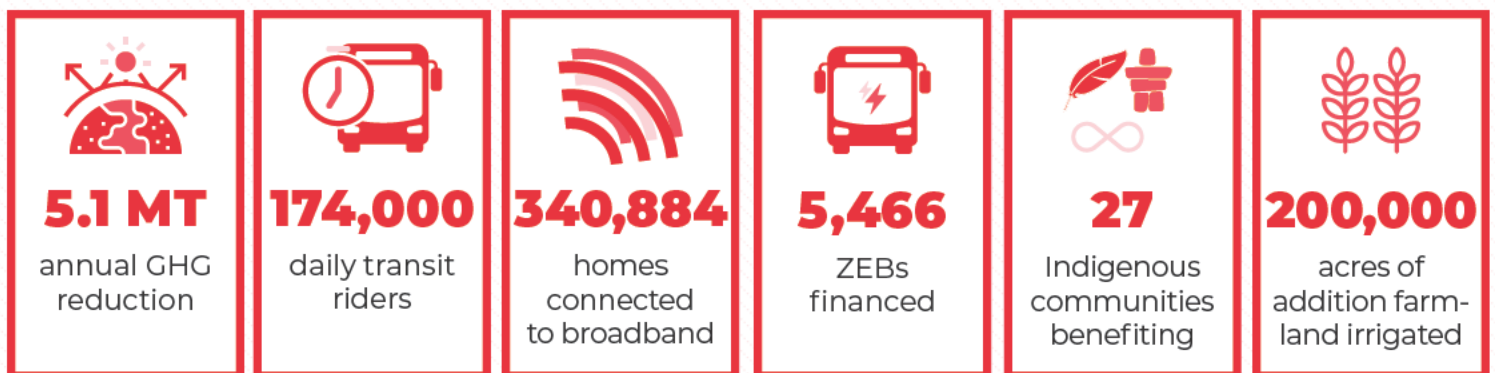 5.1 MT
annual GHG
reduction
174,000
daily transit
riders
340,884
homes
connected
to broadband
5,466
ZEBs
financed
27
Indigenous
communities
benefiting
200,000
acres of
addition farm-
land irrigated